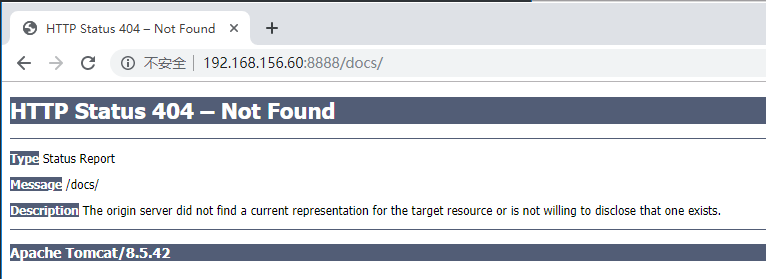 HTTP Status 404 – Not Found
不安全 192.168.156.60:8888/docs/
HTTP Status 404 – Not Found
Type Status Report
Message /docs/
Description The origin server did not find a current representation for the target resource or is not willing to disclose that one exists.
Apache Tomcat/8.5.42